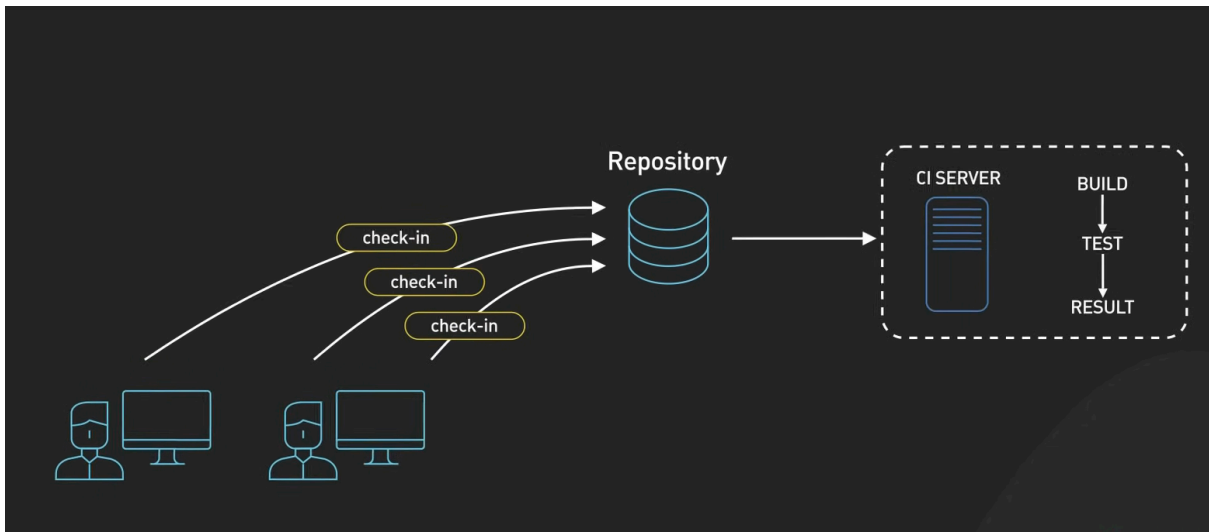 Repository
check-in
check-in
check-in
CI SERVER
BUILD
TEST
RESULT